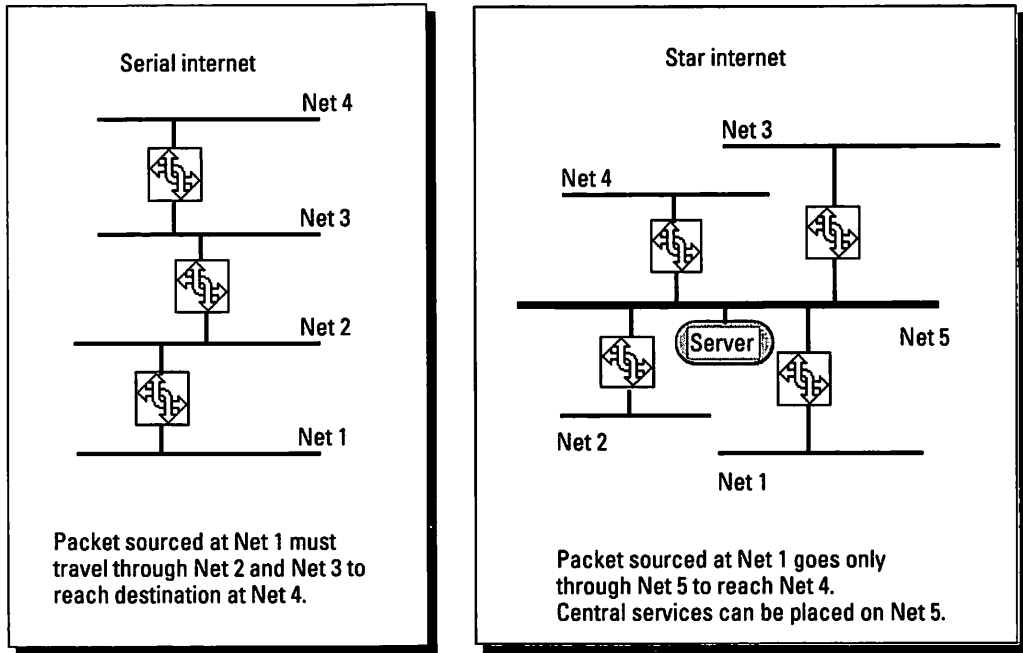 Serial internet
Net 4
Net 3
Net 2
Net 1
Packet sourced at Net 1 must
travel through Net 2 and Net 3 to
reach destination at Net 4.
Star internet
Net 3
Net 4
Server
Net 5
Net 2
Net 1
Packet sourced at Net 1 goes only
through Net 5 to reach Net 4.
Central services can be placed on Net 5.